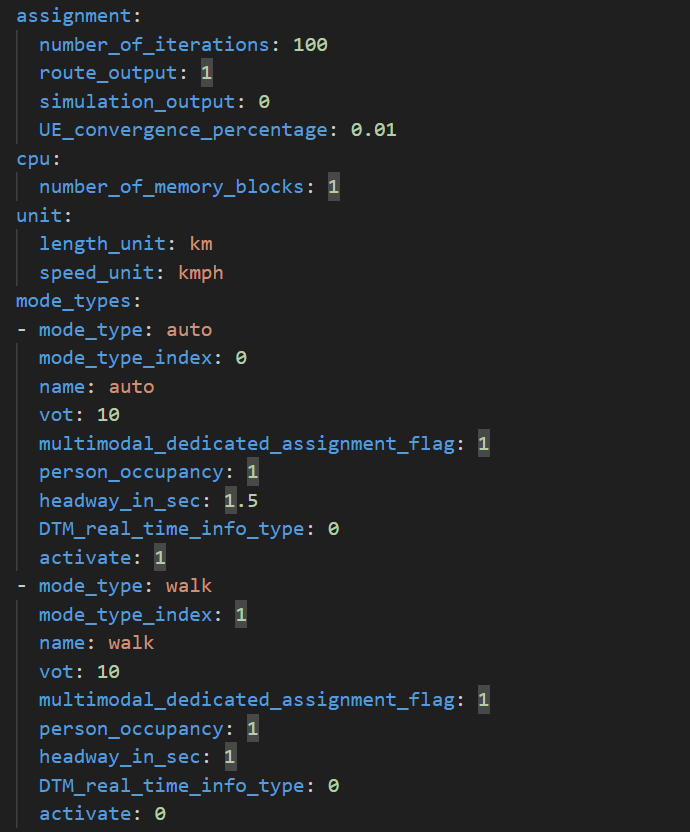 assignment:
  number_of_iterations: 100
  route_output: 1
  simulation_output: 0
  UE_convergence_percentage: 0.01
cpu:
  number_of_memory_blocks: 1
unit:
  length_unit: km
  speed_unit: kmph
mode_types:
- mode_type: auto
  mode_type_index: 0
  name: auto
  vot: 10
  multimodal_dedicated_assignment_flag: 1
  person_occupancy: 1
  headway_in_sec: 1.5
  DTM_real_time_info_type: 0
  activate: 1
- mode_type: walk
  mode_type_index: 1
  name: walk
  vot: 10
  multimodal_dedicated_assignment_flag: 1
  person_occupancy: 1
  headway_in_sec: 1
  DTM_real_time_info_type: 0
  activate: 0